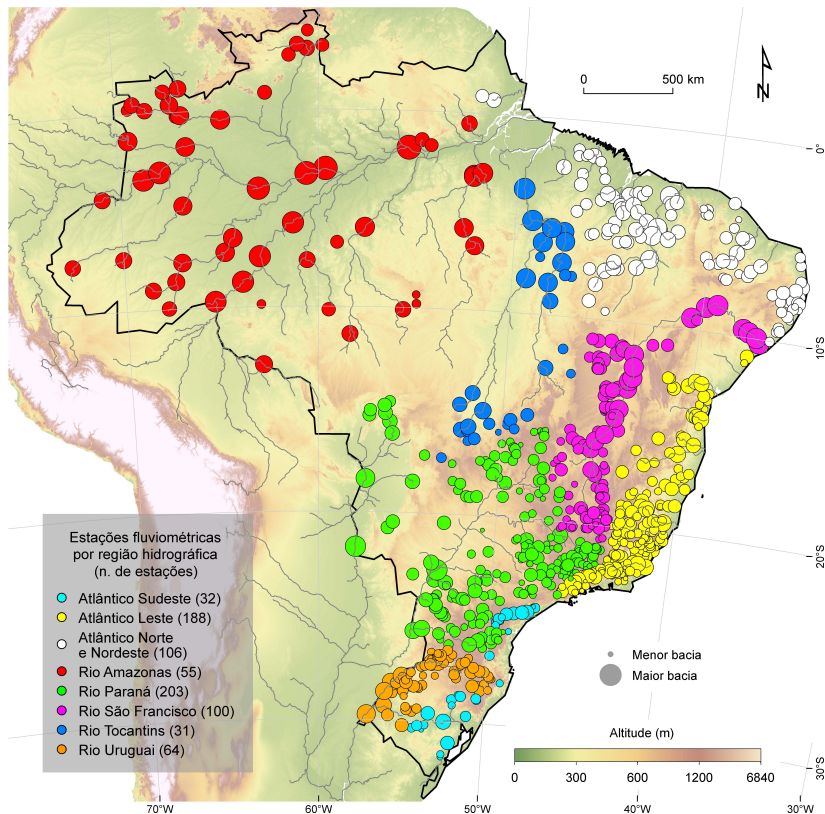 0 500 km
N
0°
10°S
20°S
30°S
Estações fluviométricas
por região hidrográfica
(n. de estações)
Atlântico Sudeste (32)
Atlântico Leste (188)
Atlântico Norte
e Nordeste (106)
Rio Amazonas (55)
Rio Paraná (203)
Rio São Francisco (100)
Rio Tocantins (31)
Rio Uruguai (64)
Menor bacia
Maior bacia
Altitude (m)
0 300 600 1200 6840
70°W 60°W 50°W 40°W 30°W